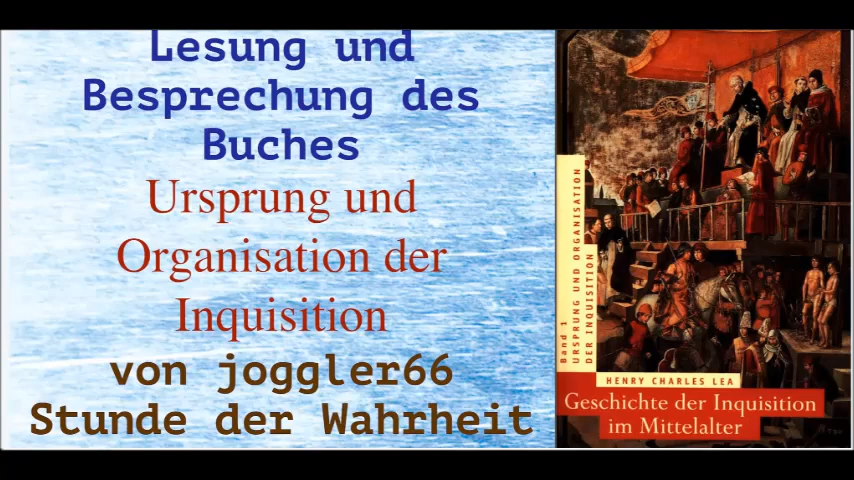 Lesung und
Besprechung des
Buches
Ursprung und
Organisation der
Inquisition
von joggler66
Stunde der Wahrheit
Band 1
URSPRUNG UND ORGANISATION
DER INQUISITION
HENRY CHARLES LEA
Geschichte der Inquisition
im Mittelalter